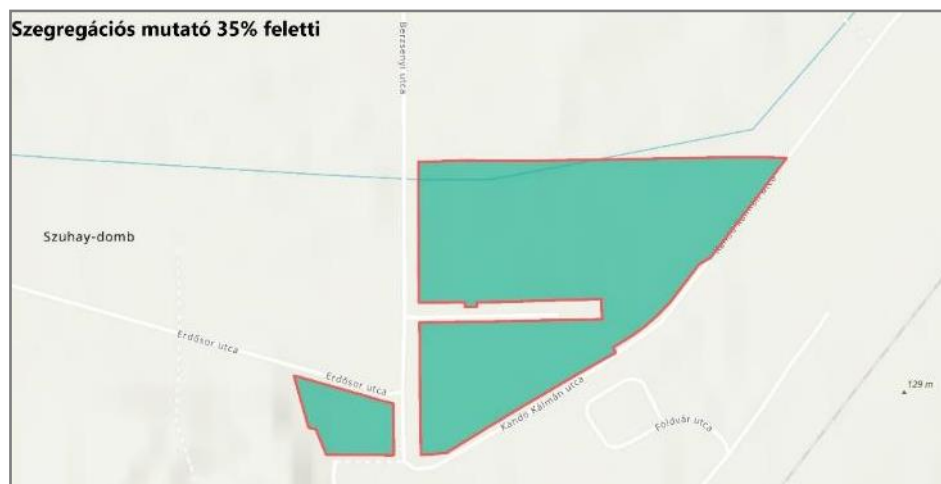 Szegregációs mutató 35% feletti
Berzsenyi utca
Szuhay-domb
Erdősor utca
Erdősor utca
129 m
Kandó Kálmán utca
Földvár utca